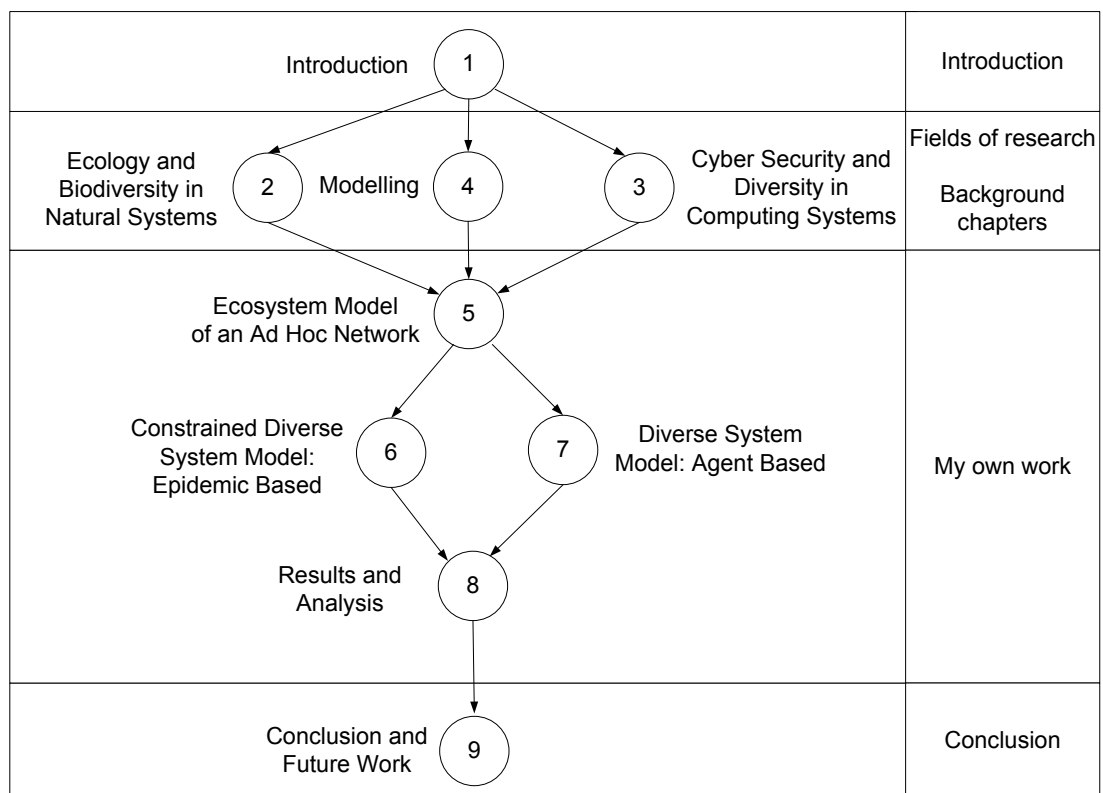 Introduction
1
Introduction
Ecology and
Biodiversity in
Natural Systems
2
Modelling
4
3
Cyber Security and
Diversity in
Computing Systems
Fields of research
Background
chapters
Ecosystem Model
of an Ad Hoc Network
5
Constrained Diverse
System Model:
Epidemic Based
6
7
Diverse System
Model: Agent Based
My own work
Results and
Analysis
8
Conclusion and
Future Work
9
Conclusion